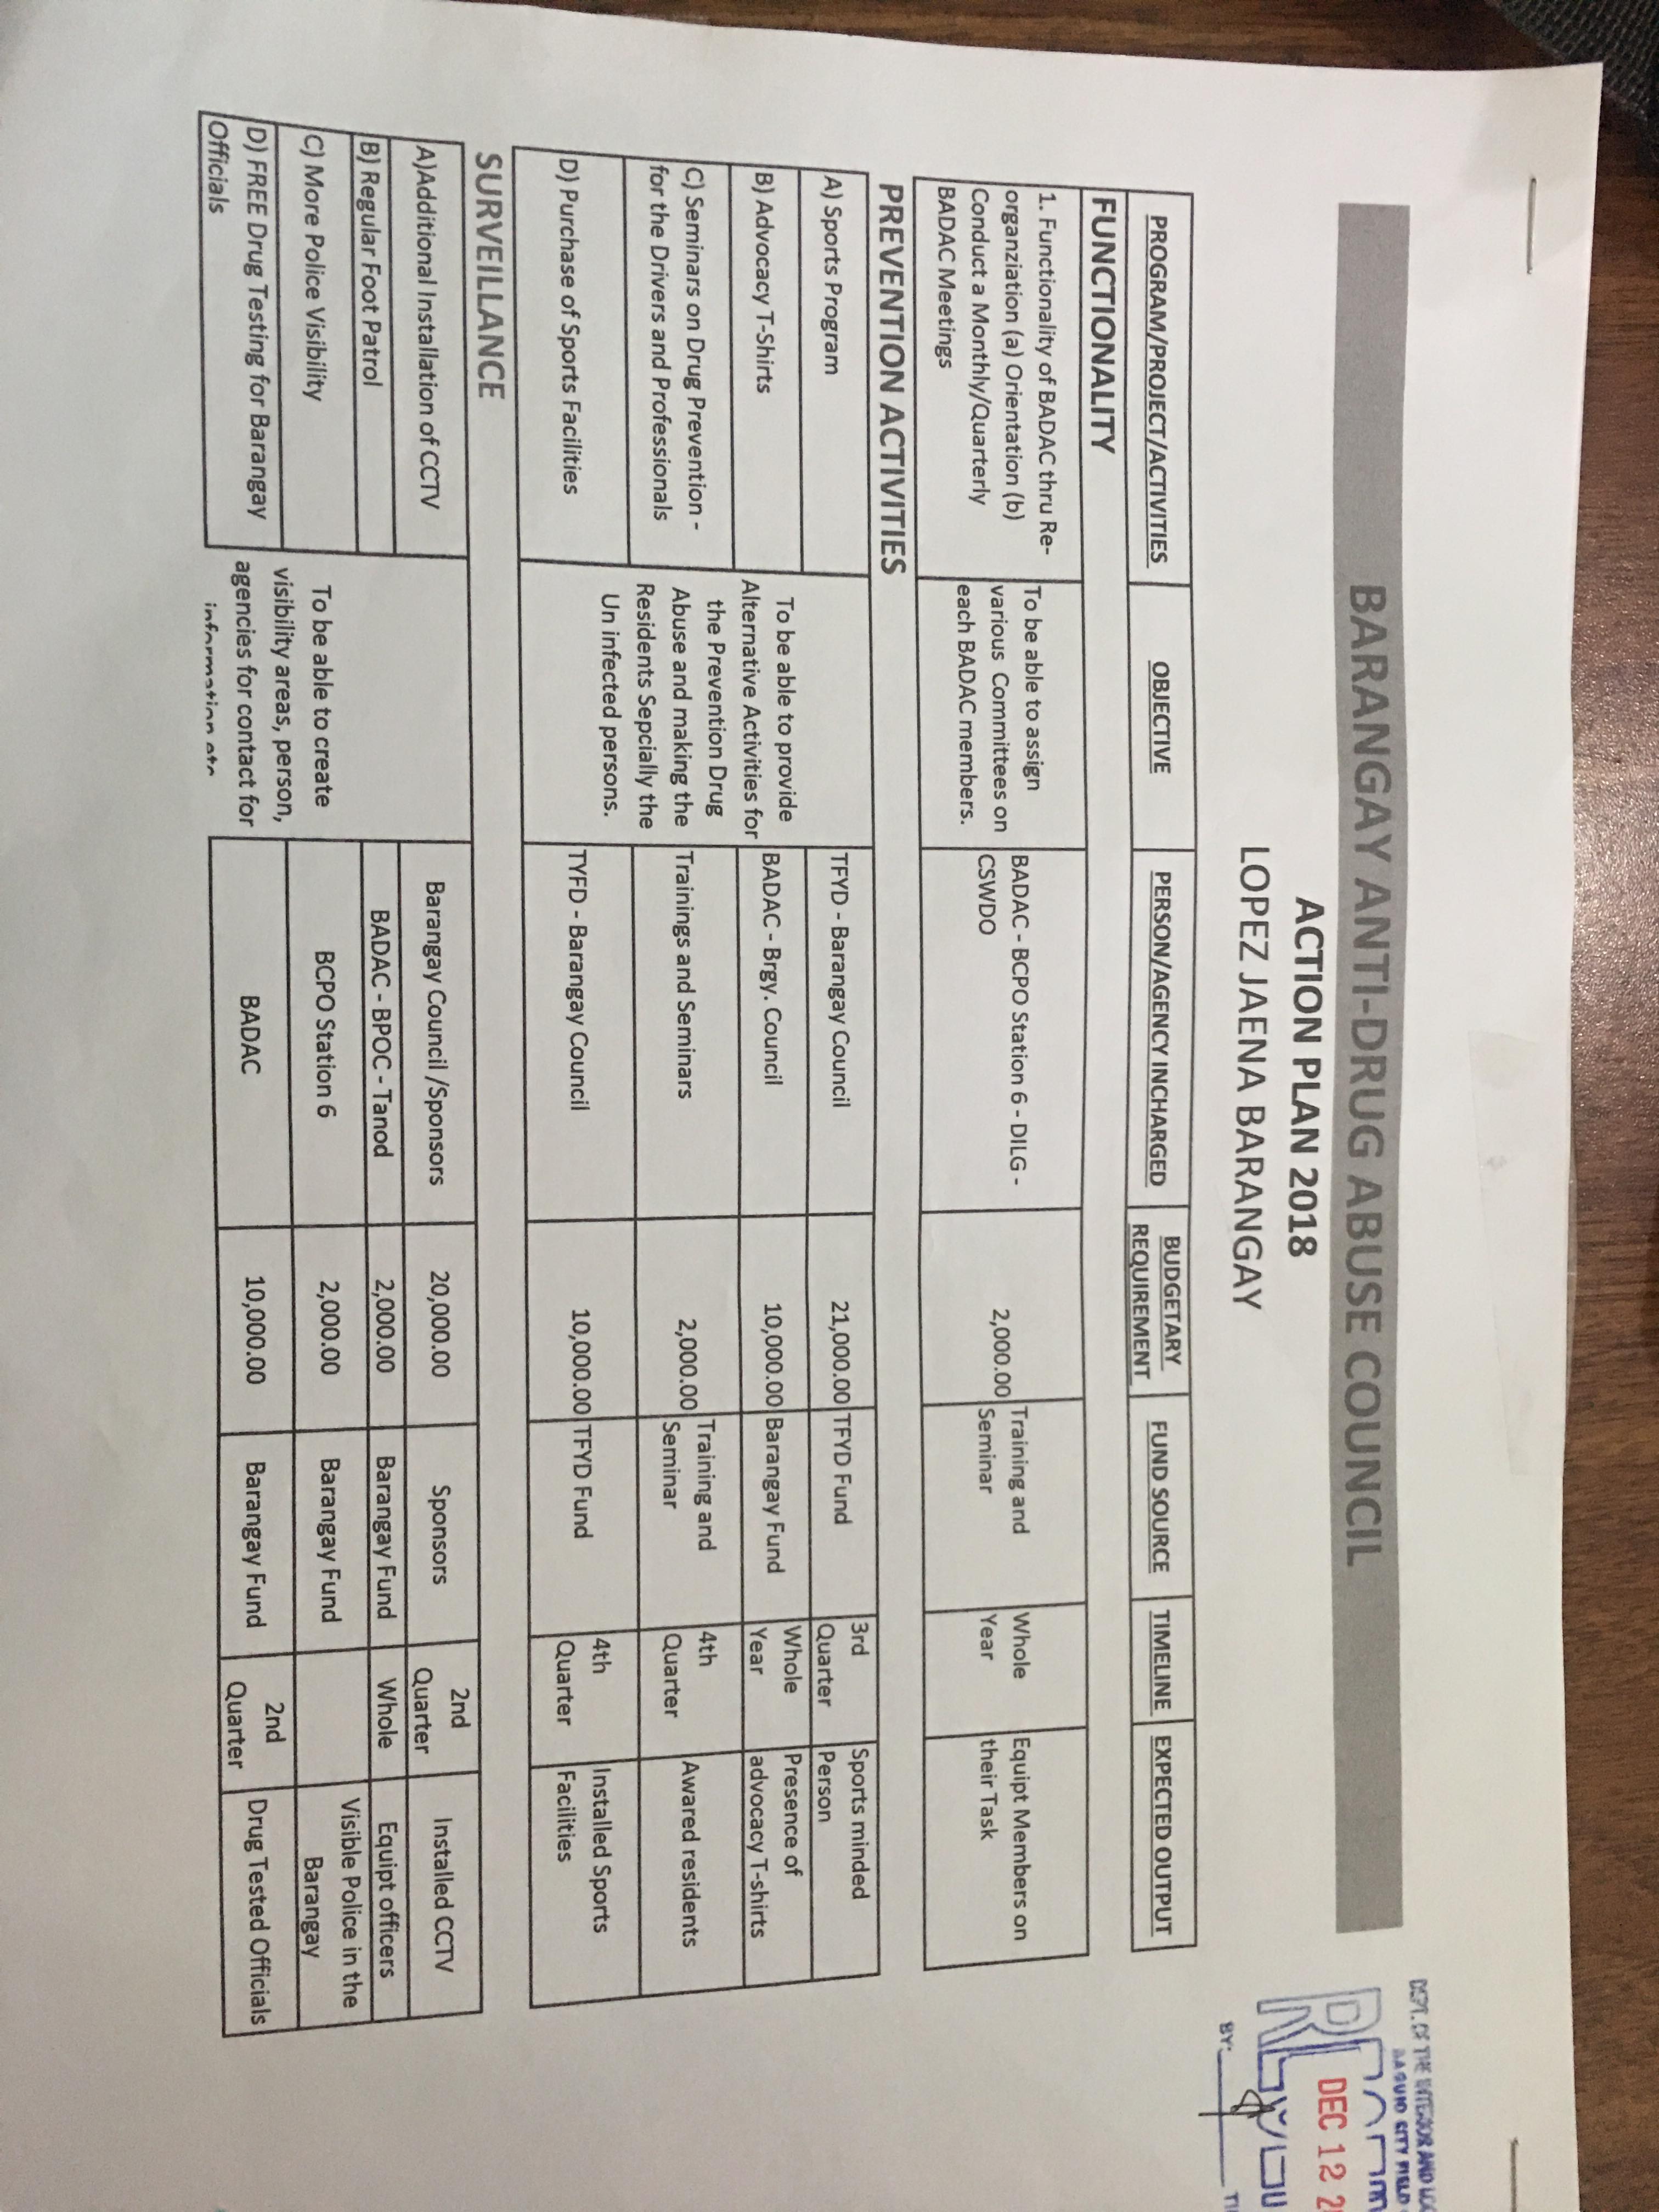 BARANGAY ANTI-DRUG ABUSE COUNCIL
ACTION PLAN 2018
LOPEZ JAENA BARANGAY
DEPT. OF THE INTERIOR AND
BAGUIO CITY FIELD
DEC 12
BY:
PROGRAM/PROJECT/ACTIVITIES OBJECTIVE PERSON/AGENCY INCHARGED BUDGETARY REQUIREMENT FUND SOURCE TIMELINE EXPECTED OUTPUT
FUNCTIONALITY
1. Functionality of BADAC thru Re-
organziation (a) Orientation (b)
Conduct a Monthly/Quarterly
BADAC Meetings
To be able to assign
various Committees on
each BADAC members.
BADAC - BCPO Station 6 - DILG -
CSWDO
2,000.00
Training and
Seminar
Whole
Year
Equipt Members on
their Task
PREVENTION ACTIVITIES
A) Sports Program
To be able to provide
Alternative Activities for
the Prevention Drug
Abuse and making the
Residents Sepcially the
Un infected persons.
TFYD - Barangay Council
21,000.00
TFYD Fund
3rd
Quarter
Sports minded
Person
B) Advocacy T-Shirts
BADAC - Brgy. Council
10,000.00
Barangay Fund
Whole
Year
Presence of
advocacy T-shirts
C) Seminars on Drug Prevention -
for the Drivers and Professionals
Trainings and Seminars
2,000.00
Training and
Seminar
4th
Quarter
Awared residents
D) Purchase of Sports Facilities
TYFD - Barangay Council
10,000.00
TFYD Fund
4th
Quarter
Installed Sports
Facilities
SURVEILLANCE
A)Additional Installation of CCTV
Barangay Council /Sponsors
20,000.00
Sponsors
2nd
Quarter
Installed CCTV
B) Regular Foot Patrol
BADAC - BPOC - Tanod
2,000.00
Barangay Fund
Whole
Equipt officers
C) More Police Visibility
To be able to create
visibility areas, person,
agencies for contact for
information etc
BCPO Station 6
2,000.00
Barangay Fund
Visible Police in the
Barangay
D) FREE Drug Testing for Barangay
Officials
BADAC
10,000.00
Barangay Fund
2nd
Quarter
Drug Tested Officials